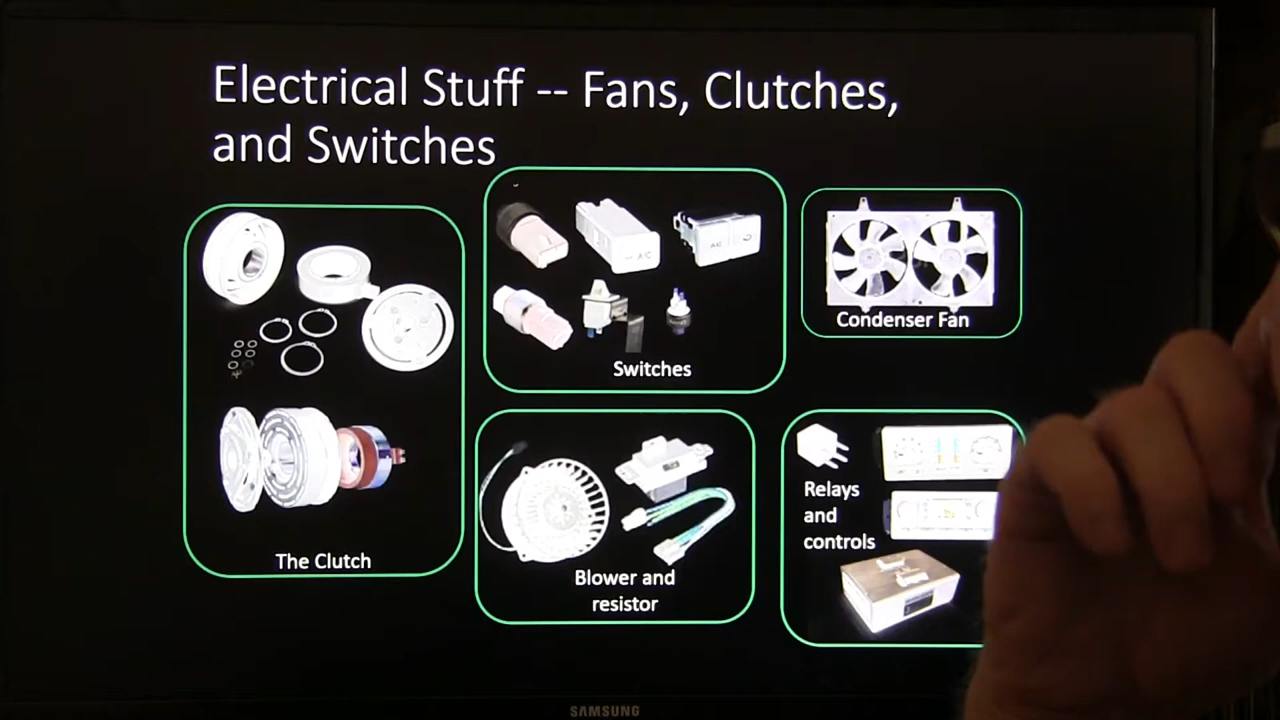 Electrical Stuff -- Fans, Clutches,
and Switches
A/C
Switches
Condenser Fan
The Clutch
Blower and
resistor
Relays
and
controls
SAMSUNG